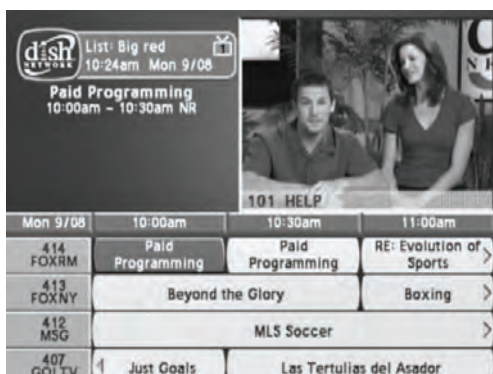 dish
NETWORK
List: Big red
1
10:24am Mon 9/08
Paid Programming
10:00am - 10:30am NR
101 HELP
Mon 9/08 10:00am 10:30am 11:00am
414 FOXRM
Paid Programming
Paid Programming
RE: Evolution of Sports >
413 FOXNY
Beyond the Glory
Boxing >
412 MSG
MLS Soccer >
407 GOLTV
Just Goals
Las Tertulias del Asador